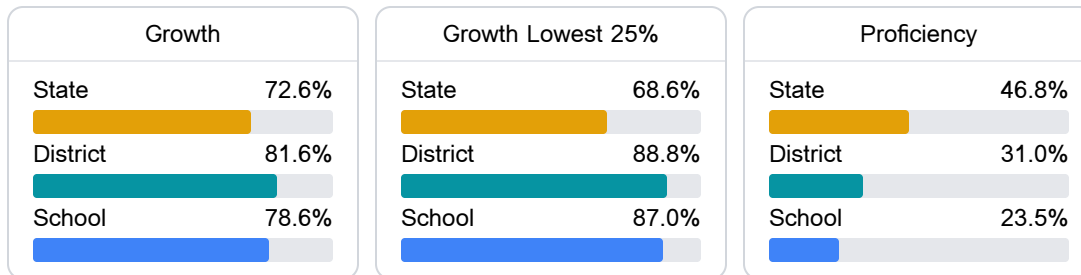 Growth
State 72.6%
District 81.6%
School 78.6%
Growth Lowest 25%
State 68.6%
District 88.8%
School 87.0%
Proficiency
State 46.8%
District 31.0%
School 23.5%